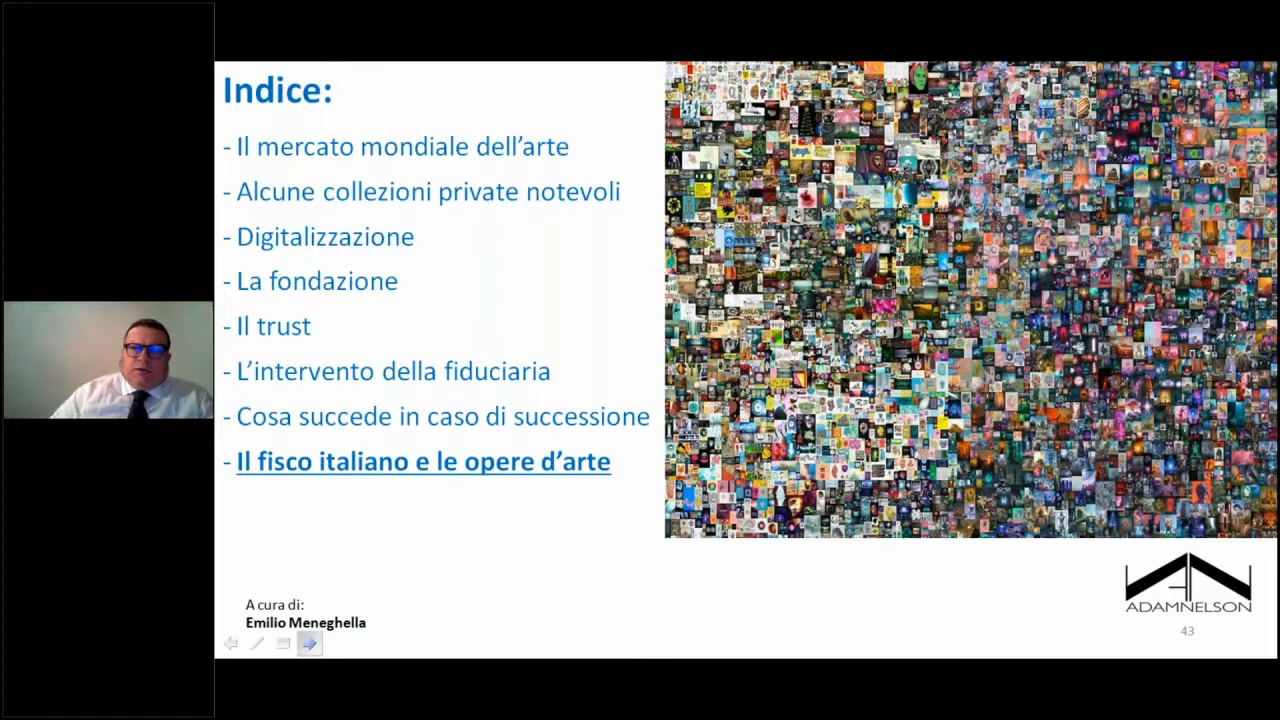 Indice:
- Il mercato mondiale dell’arte
- Alcune collezioni private notevoli
- Digitalizzazione
- La fondazione
- Il trust
- L’intervento della fiduciaria
- Cosa succede in caso di successione
- Il fisco italiano e le opere d’arte
A cura di:
Emilio Meneghella
ADAMNELSON
43